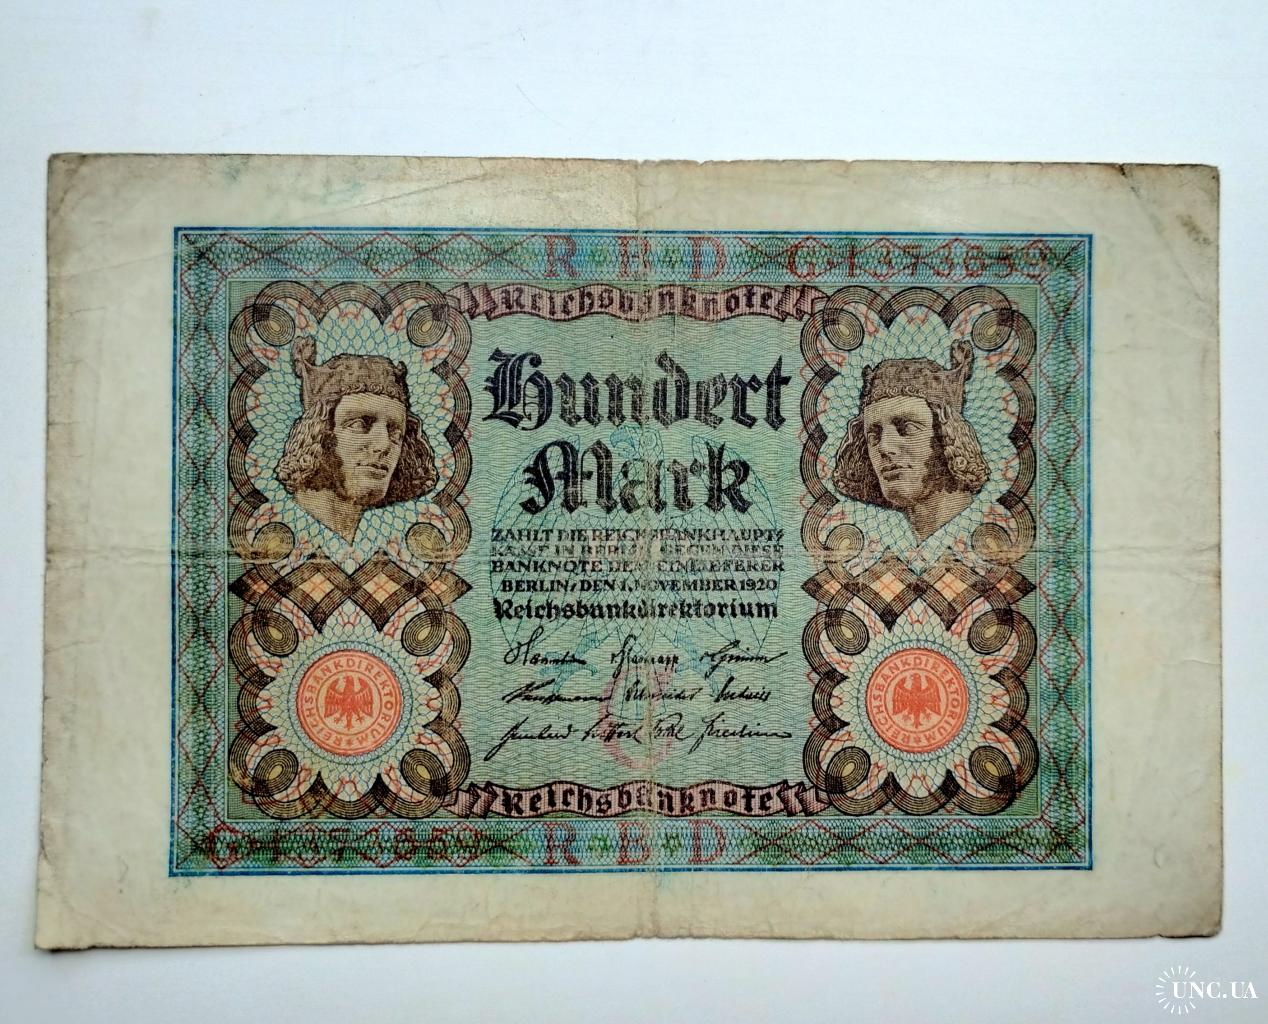 R·B·D G·1373659
Reichsbanknote
Hundert
Mark
ZAHLT DIE REICHSBANKHAUPT-
KASSE IN BERLIN GEGEN DIESE
BANKNOTE DEM EINLIEFERER
BERLIN, DEN 1. NOVEMBER 1920
Reichsbankdirektorium
REICHSBANKDIREKTORIUM
REICHSBANKDIREKTORIUM
Reichsbanknote
G·1373659 R·B·D
UNC.UA